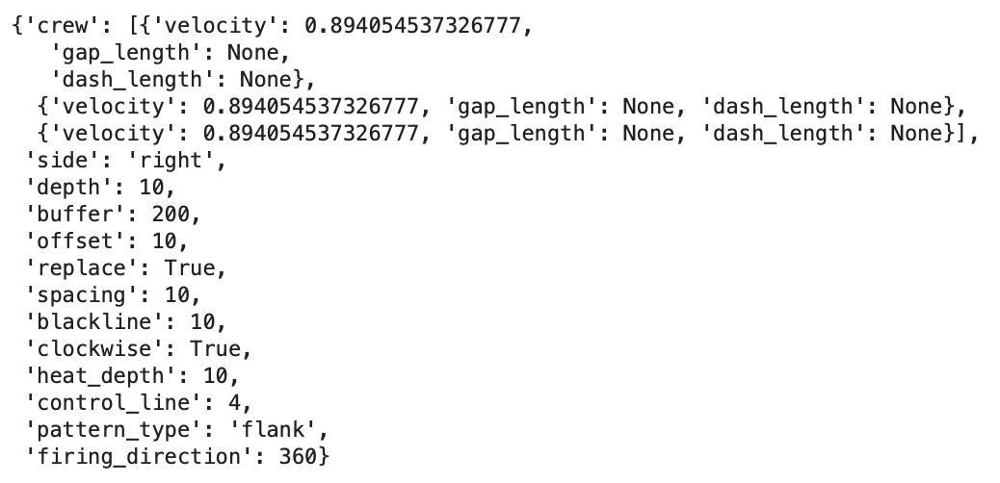 {'crew': [{'velocity': 0.894054537326777,
'gap_length': None,
'dash_length': None},
{'velocity': 0.894054537326777, 'gap_length': None, 'dash_length': None},
{'velocity': 0.894054537326777, 'gap_length': None, 'dash_length': None}],
'side': 'right',
'depth': 10,
'buffer': 200,
'offset': 10,
'replace': True,
'spacing': 10,
'blackline': 10,
'clockwise': True,
'heat_depth': 10,
'control_line': 4,
'pattern_type': 'flank',
'firing_direction': 360}